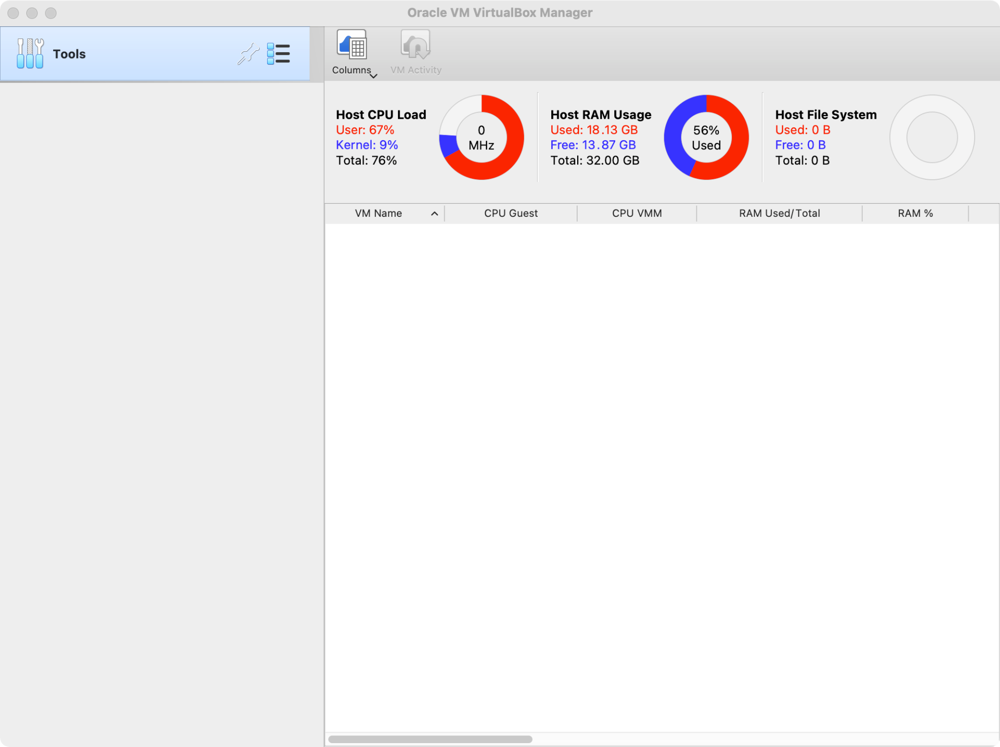 Oracle VM VirtualBox Manager
Tools
Columns
VM Activity
Host CPU Load
User: 67%
Kernel: 9%
Total: 76%
0
MHz
Host RAM Usage
Used: 18.13 GB
Free: 13.87 GB
Total: 32.00 GB
56%
Used
Host File System
Used: 0 B
Free: 0 B
Total: 0 B
VM Name CPU Guest CPU VMM RAM Used/Total RAM %